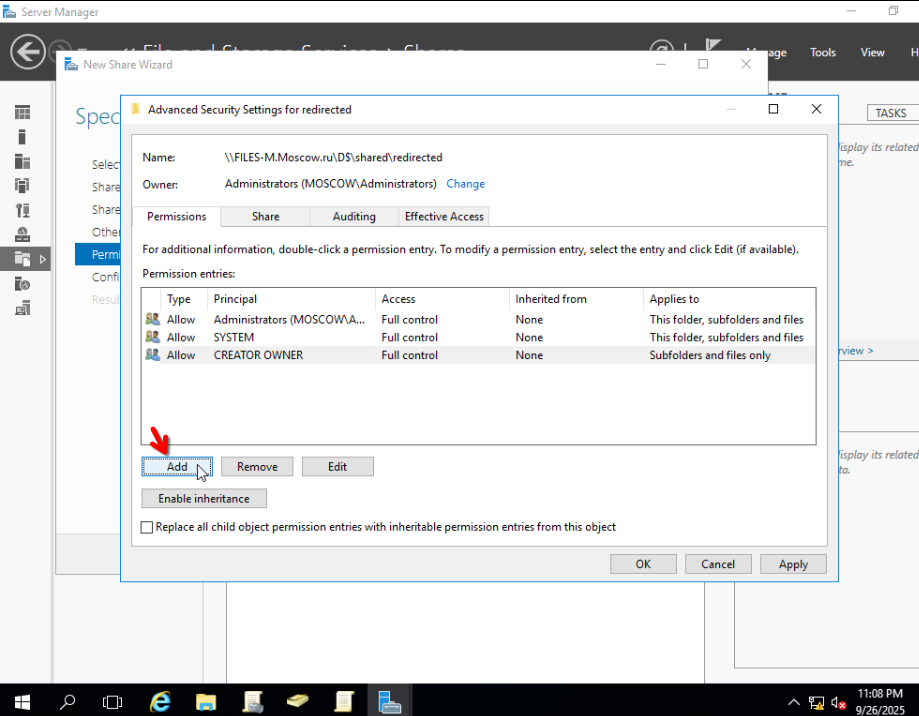 Server Manager
File and Storage Services Shares
Manage Tools View H
New Share Wizard
TASKS
Spec
Advanced Security Settings for redirected
Name: \\FILES-M.Moscow.ru\D$\shared\redirected
Owner: Administrators (MOSCOW\Administrators) Change
Selec
Share
Share
Other
Permi
Confi
Resul
Permissions Share Auditing Effective Access
For additional information, double-click a permission entry. To modify a permission entry, select the entry and click Edit (if available).
Permission entries:
Type Principal Access Inherited from Applies to
Allow Administrators (MOSCOW\A... Full control None This folder, subfolders and files
Allow SYSTEM Full control None This folder, subfolders and files
Allow CREATOR OWNER Full control None Subfolders and files only
Add Remove Edit
Enable inheritance
Replace all child object permission entries with inheritable permission entries from this object
OK Cancel Apply
isplay its related
me.
rview >
isplay its related
ta.
11:08 PM
9/26/2025